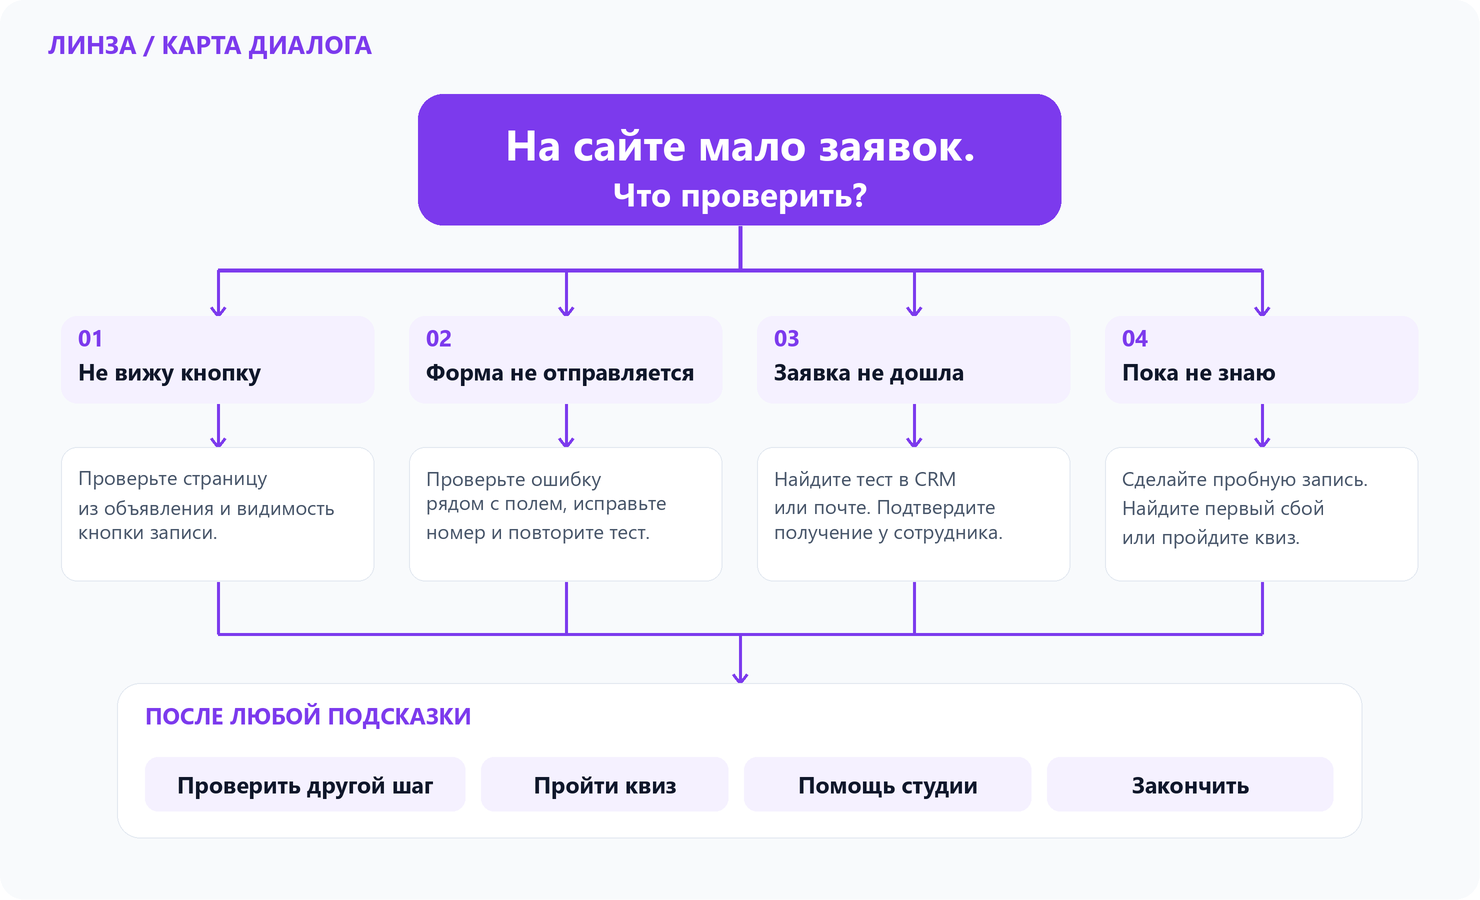 ЛИНЗА / КАРТА ДИАЛОГА
На сайте мало заявок.
Что проверить?
01
Не вижу кнопку
02
Форма не отправляется
03
Заявка не дошла
04
Пока не знаю
Проверьте страницу
из объявления и видимость
кнопки записи.
Проверьте ошибку
рядом с полем, исправьте
номер и повторите тест.
Найдите тест в CRM
или почте. Подтвердите
получение у сотрудника.
Сделайте пробную запись.
Найдите первый сбой
или пройдите квиз.
ПОСЛЕ ЛЮБОЙ ПОДСКАЗКИ
Проверить другой шаг
Пройти квиз
Помощь студии
Закончить